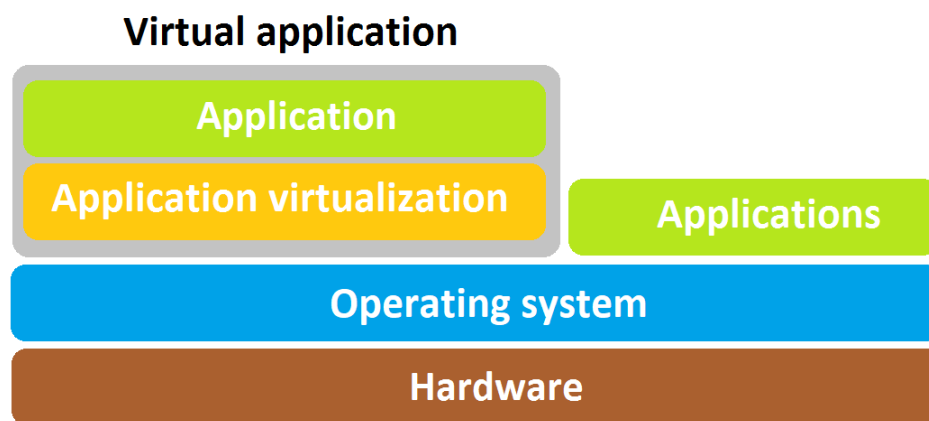 Virtual application
Application
Application virtualization
Applications
Operating system
Hardware